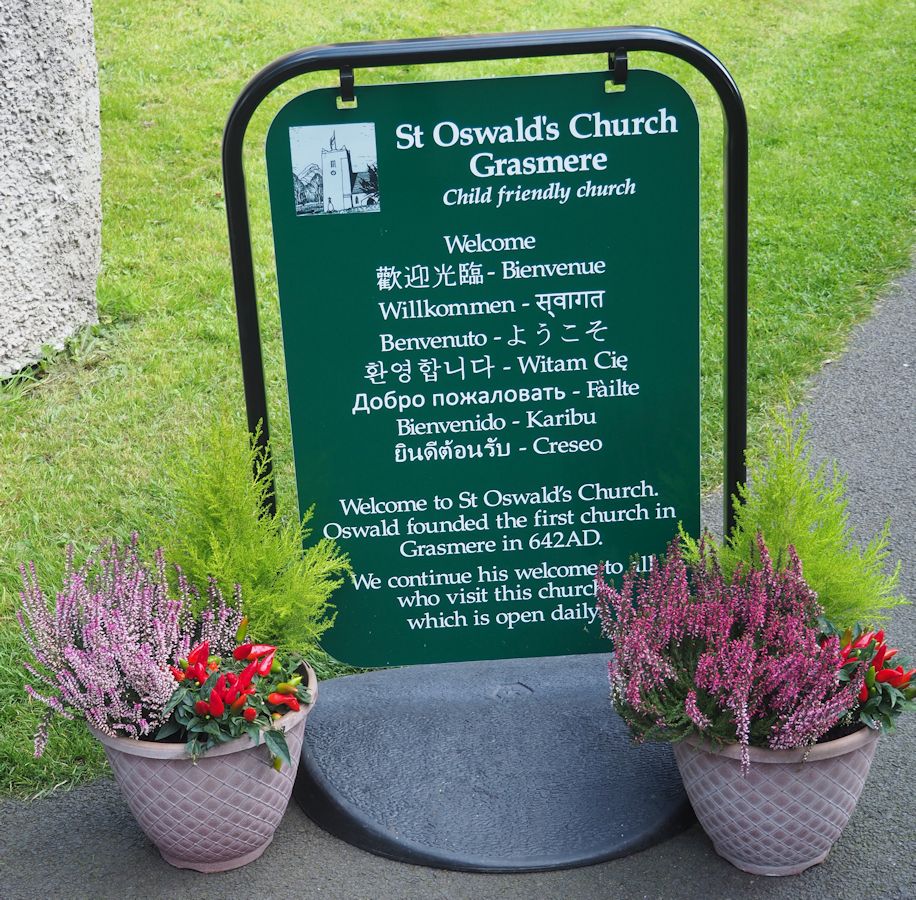 St Oswald's Church
Grasmere
Child friendly church
Welcome
歡迎光臨 - Bienvenue
Willkommen - स्वागत
Benvenuto - ようこそ
환영합니다 - Witam Cię
Добро пожаловать - Fàilte
Bienvenido - Karibu
ยินดีต้อนรับ - Creseo
Welcome to St Oswald's Church.
Oswald founded the first church in
Grasmere in 642AD.
We continue his welcome to all
who visit this church
which is open daily.